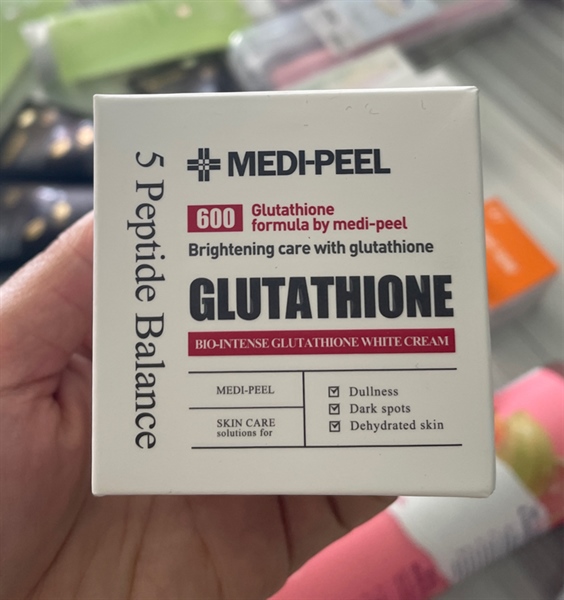 5 Peptide Balance
MEDI-PEEL
600
Glutathione
formula by medi-peel
Brightening care with glutathione
GLUTATHIONE
BIO-INTENSE GLUTATHIONE WHITE CREAM
MEDI-PEEL
SKIN CARE
solutions for
☑ Dullness
☑ Dark spots
☑ Dehydrated skin